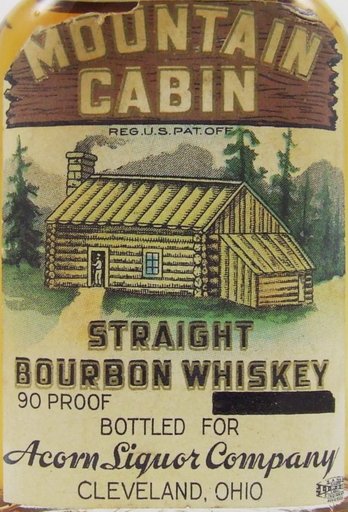 MOUNTAIN
CABIN
REG.U.S.PAT.OFF
STRAIGHT
BOURBON WHISKEY
90 PROOF
BOTTLED FOR
Acorn Liquor Company
CLEVELAND, OHIO